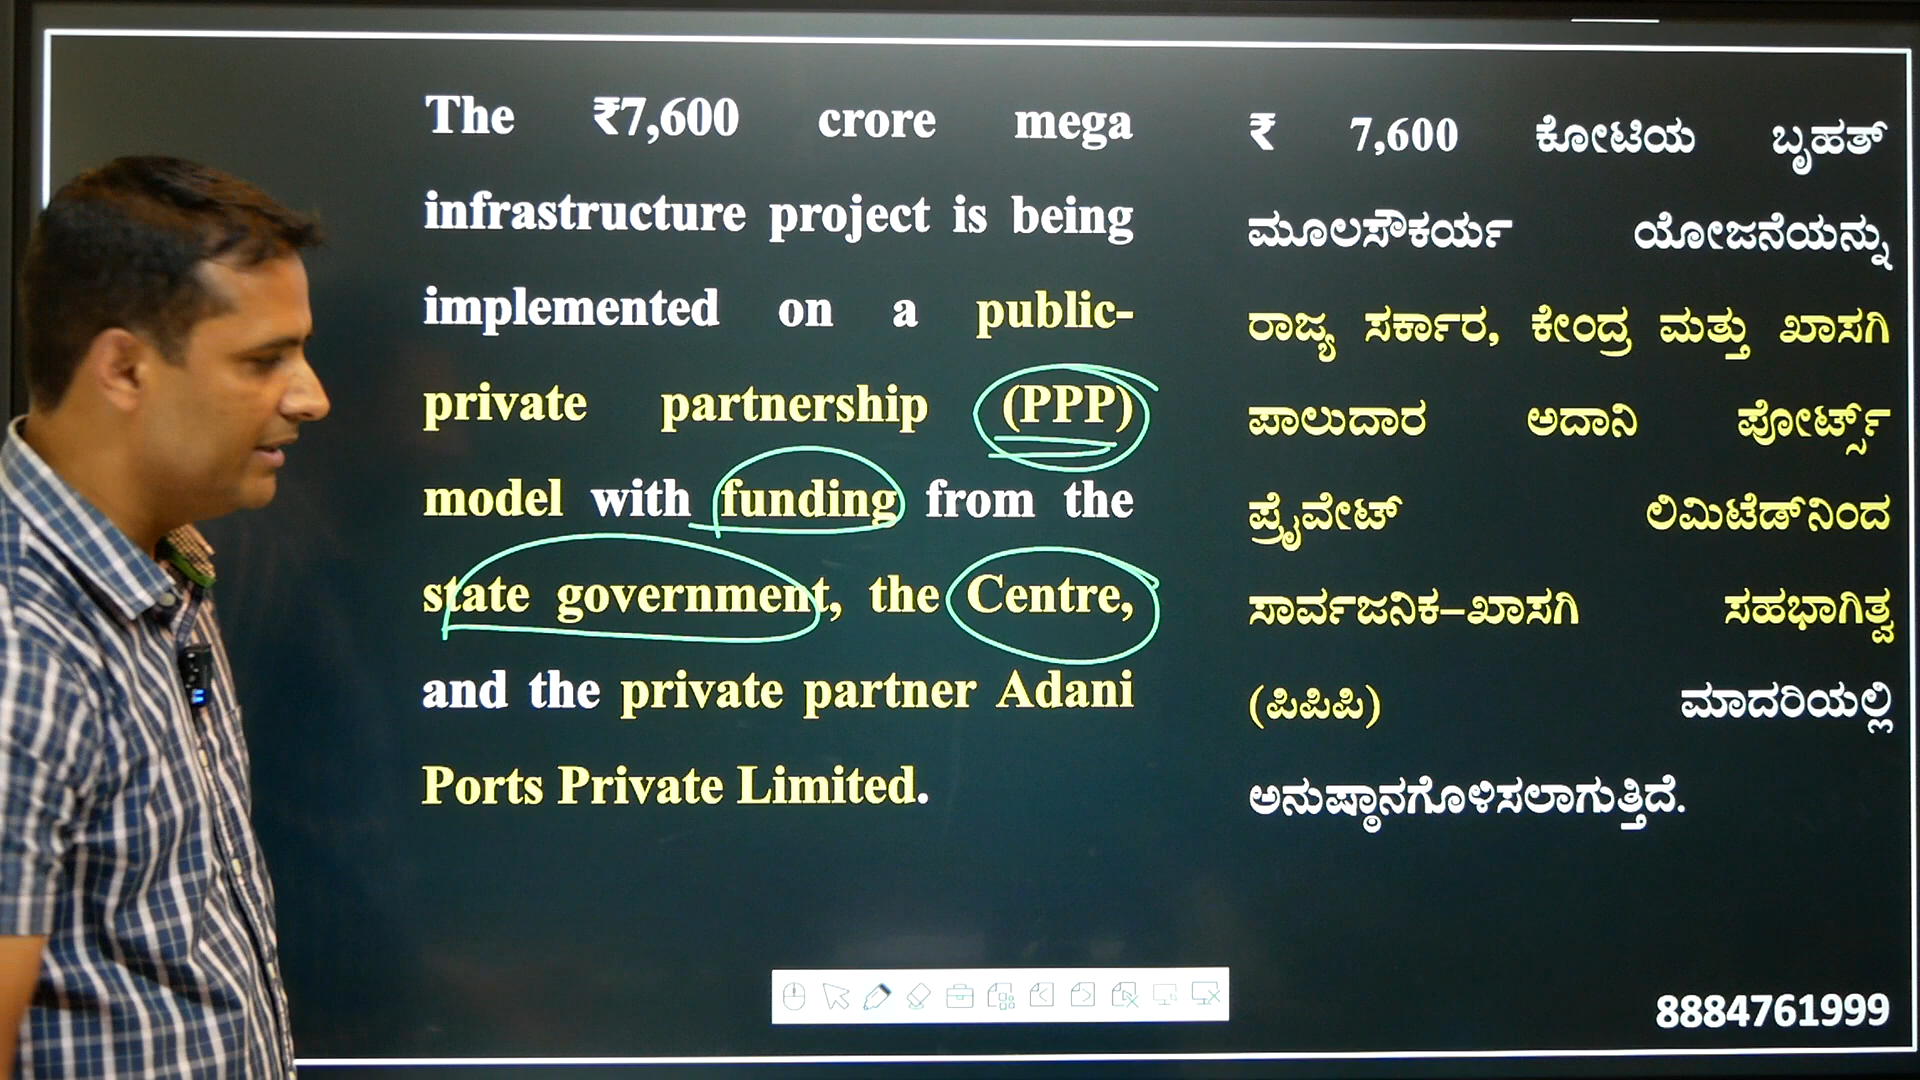 The ₹7,600 crore mega
infrastructure project is being
implemented on a public-
private partnership (PPP)
model with funding from the
state government, the Centre,
and the private partner Adani
Ports Private Limited.
₹ 7,600 ಕೋಟಿಯ ಬೃಹತ್
ಮೂಲಸೌಕರ್ಯ ಯೋಜನೆಯನ್ನು
ರಾಜ್ಯ ಸರ್ಕಾರ, ಕೇಂದ್ರ ಮತ್ತು ಖಾಸಗಿ
ಪಾಲುದಾರ ಅದಾನಿ ಪೋರ್ಟ್ಸ್
ಪ್ರೈವೇಟ್ ಲಿಮಿಟೆಡ್‌ನಿಂದ
ಸಾರ್ವಜನಿಕ–ಖಾಸಗಿ ಸಹಭಾಗಿತ್ವ
(ಪಿಪಿಪಿ) ಮಾದರಿಯಲ್ಲಿ
ಅನುಷ್ಠಾನಗೊಳಿಸಲಾಗುತ್ತಿದೆ.
8884761999